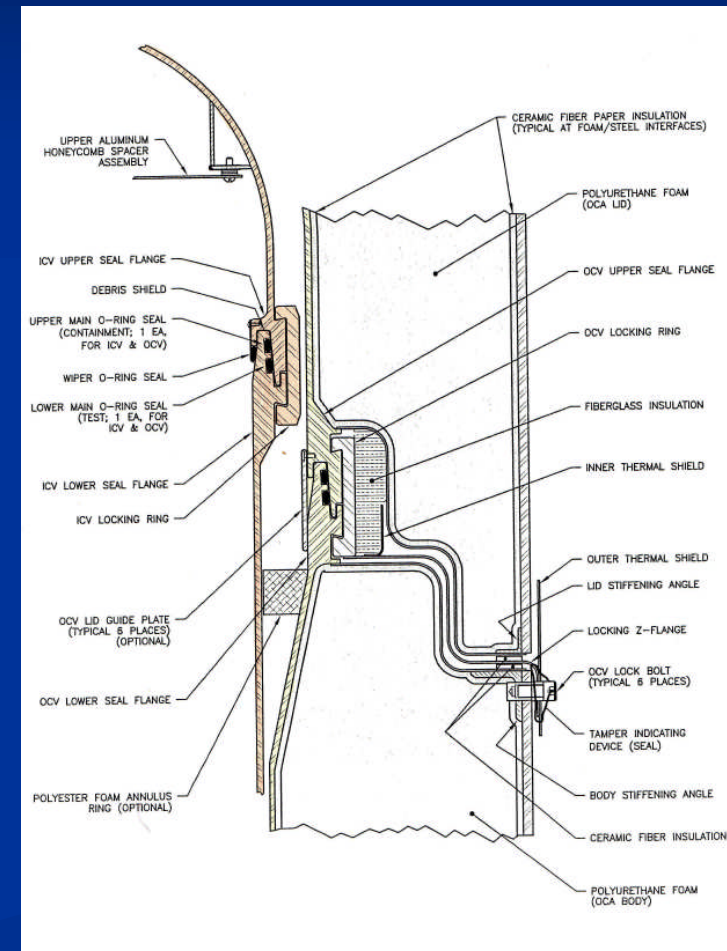 UPPER ALUMINUM
HONEYCOMB SPACER
ASSEMBLY
ICV UPPER SEAL FLANGE
DEBRIS SHIELD
UPPER MAIN O-RING SEAL
(CONTAINMENT; 1 EA,
FOR ICV & OCV)
WIPER O-RING SEAL
LOWER MAIN O-RING SEAL
(TEST; 1 EA, FOR
ICV & OCV)
ICV LOWER SEAL FLANGE
ICV LOCKING RING
OCV LID GUIDE PLATE
(TYPICAL 6 PLACES)
(OPTIONAL)
OCV LOWER SEAL FLANGE
POLYESTER FOAM ANNULUS
RING (OPTIONAL)
CERAMIC FIBER PAPER INSULATION
(TYPICAL AT FOAM/STEEL INTERFACES)
POLYURETHANE FOAM
(OCA LID)
OCV UPPER SEAL FLANGE
OCV LOCKING RING
FIBERGLASS INSULATION
INNER THERMAL SHIELD
OUTER THERMAL SHIELD
LID STIFFENING ANGLE
LOCKING Z-FLANGE
OCV LOCK BOLT
(TYPICAL 6 PLACES)
TAMPER INDICATING
DEVICE (SEAL)
BODY STIFFENING ANGLE
CERAMIC FIBER INSULATION
POLYURETHANE FOAM
(OCA BODY)